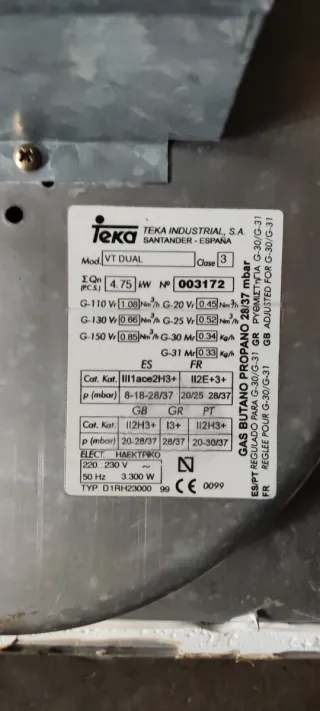 Teka TEKA INDUSTRIAL, S.A.
SANTANDER - ESPAÑA
Mod. VT DUAL Clase 3
Σ Qn (P.C.S.) 4.75 kW Nº 003172
G-110 Vr 1.08 Nm³/h G-20 Vr 0.45 Nm³/h
G-130 Vr 0.66 Nm³/h G-25 Vr 0.52 Nm³/h
G-150 Vr 0.85 Nm³/h G-30 Mr 0.34 Kg/h
G-31 Mr 0.33 Kg/h
ES FR
Cat. Kat. III1ace2H3+ II2E+3+
p (mbar) 8-18-28/37 20/25 28/37
GB GR PT
Cat. Kat. II2H3+ I3+ II2H3+
p (mbar) 20-28/37 28/37 20-30/37
ELECT. ΗΛΕΚΤΡΙΚΟ
220..230 V ~
50 Hz 3.300 W
TYP D1RH23000 99 CE 0099
GAS BUTANO PROPANO 28/37 mbar
ES/PT REGULADO PARA G-30/G-31 GR ΡΥΘΜΙΣΤΗΓΙΑ G-30/G-31
FR REGLEE POUR G-30/G-31 GB ADJUSTED FOR G-30/G-31